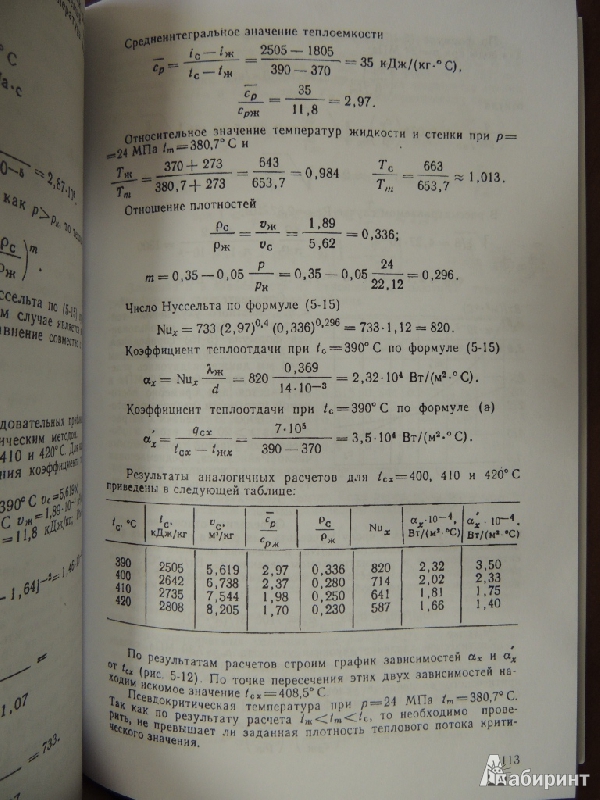 Среднеинтегральное значение теплоемкости
c̄p = (iс — iж)/(tс — tж) = (2505 — 1805)/(390 — 370) = 35 кДж/(кг·°С).
c̄p/cрж = 35/11,8 = 2,97.
Относительное значение температур жидкости и стенки при p=
=24 МПа tm=380,7° С и
Tж/Tm = (370 + 273)/(380,7 + 273) = 643/653,7 = 0,984 Tс/Tm = 663/653,7 ≈ 1,013.
Отношение плотностей
ρс/ρж = vж/vс = 1,89/5,62 = 0,336;
m = 0,35 — 0,05 p/pи = 0,35 — 0,05 24/22,12 = 0,296.
Число Нуссельта по формуле (5-15)
Nuₓ = 733 (2,97)^0,4 (0,336)^0,296 = 733·1,12 = 820.
Коэффициент теплоотдачи при tс=390° С по формуле (5-15)
αₓ = Nuₓ λж/d = 820 0,369/14·10⁻³ = 2,32·10⁴ Вт/(м²·°С).
Коэффициент теплоотдачи при tс=390° С по формуле (а)
α′ₓ = qсx/(tсx — tжx) = 7·10⁵/(390 — 370) = 3,5·10⁴ Вт/(м²·°С).
Результаты аналогичных расчетов для tсx=400, 410 и 420° С
приведены в следующей таблице:
tс, °С iс, кДж/кг vс, м³/кг c̄p/cрж ρс/ρж Nuₓ αₓ·10⁻⁴, Вт/(м²·°С) α′ₓ·10⁻⁴, Вт/(м²·°С)
390 2505 5,619 2,97 0,336 820 2,32 3,50
400 2642 6,738 2,37 0,280 714 2,02 2,33
410 2735 7,544 1,98 0,250 641 1,81 1,75
420 2808 8,205 1,70 0,230 587 1,66 1,40
По результатам расчетов строим график зависимостей αₓ и α′ₓ
от tсx (рис. 5-12). По точке пересечения этих двух зависимостей на-
ходим искомое значение tсx=408,5° С.
Псевдокритическая температура при p=24 МПа tm=380,7° С.
Так как по результату расчета tж<tm<tс, то необходимо прове-
рить, не превышает ли заданная плотность теплового потока крити-
ческого значения.
113
Лабиринт